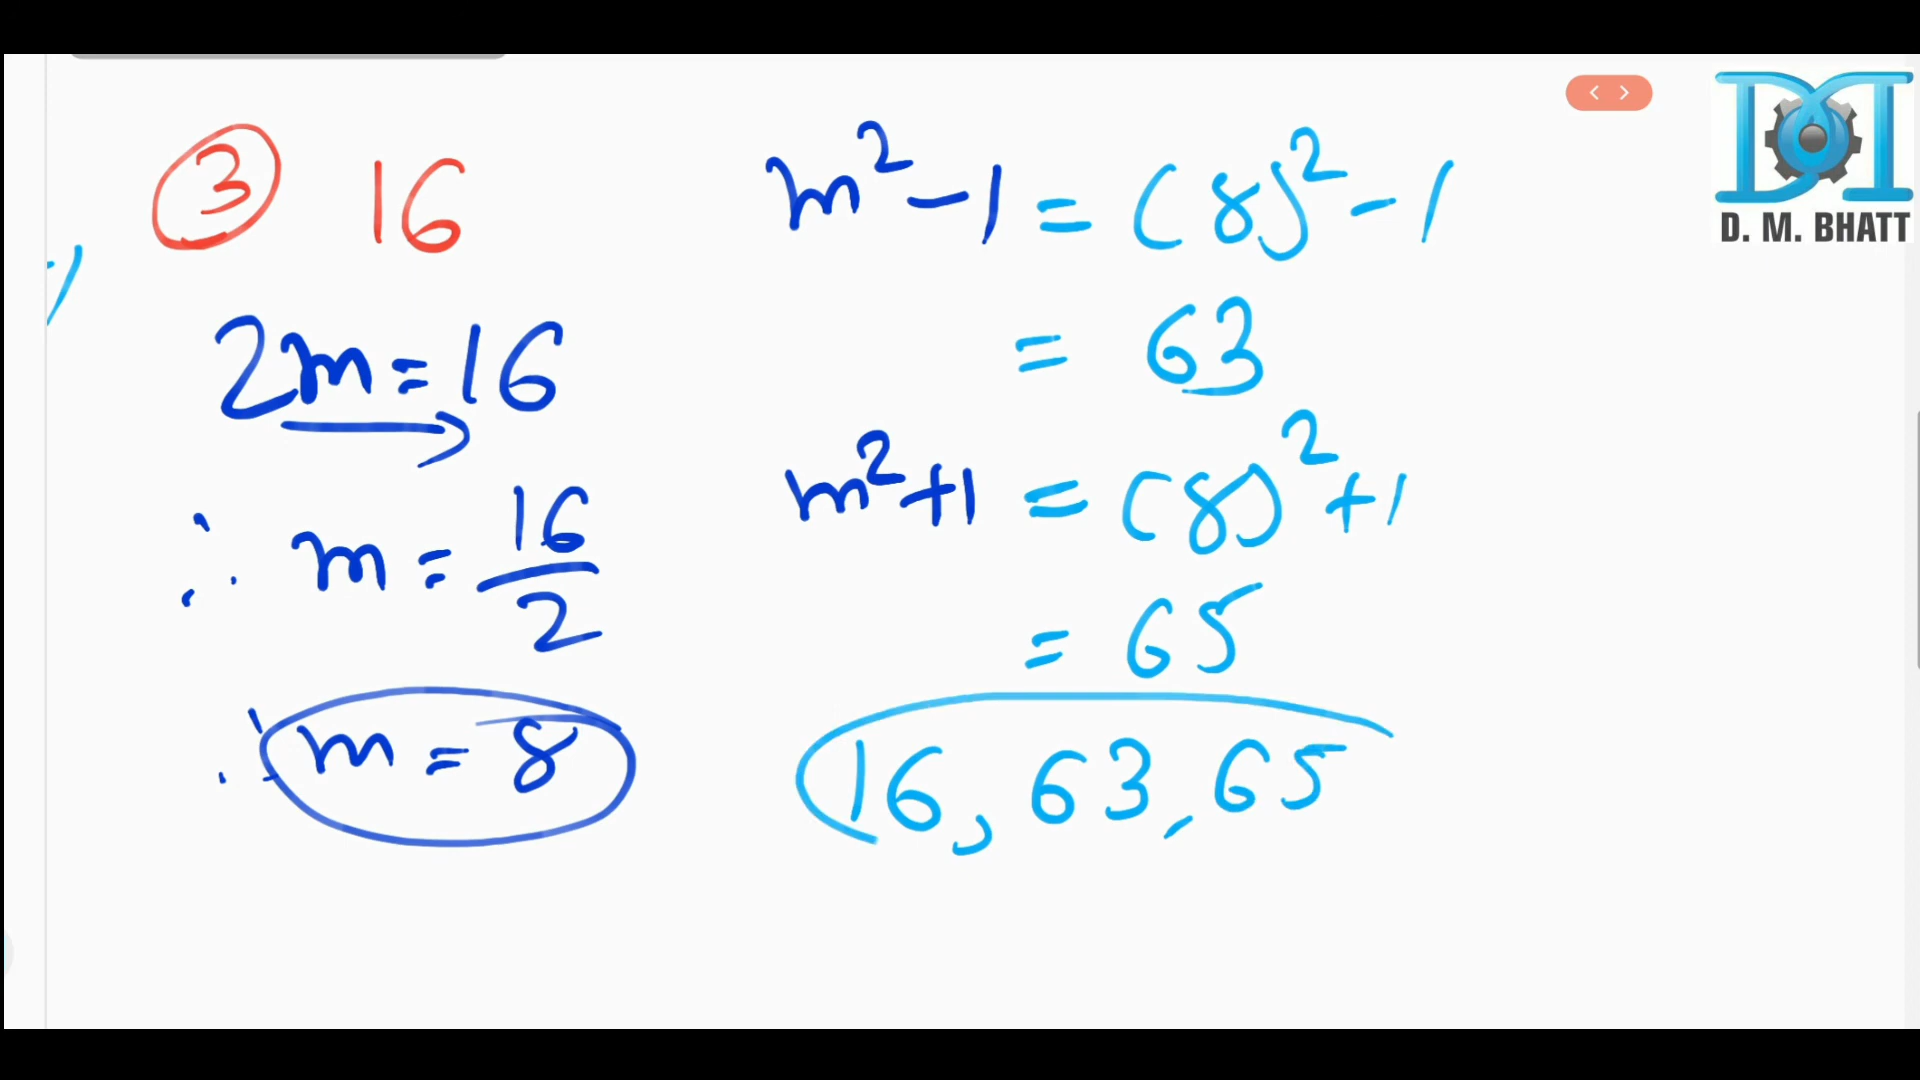 ③ 16
2m = 16
∴ m = 16/2
∴ m = 8
m² - 1 = (8)² - 1
= 63
m² + 1 = (8)² + 1
= 65
16, 63, 65
D. M. BHATT